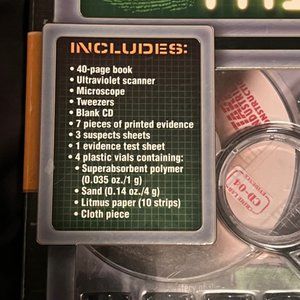 INCLUDES:
• 40-page book
• Ultraviolet scanner
• Microscope
• Tweezers
• Blank CD
• 7 pieces of printed evidence
• 3 suspects sheets
• 1 evidence test sheet
• 4 plastic vials containing:
• Superabsorbent polymer
(0.035 oz./1 g)
• Sand (0.14 oz./4 g)
• Litmus paper (10 strips)
• Cloth piece
CD-04